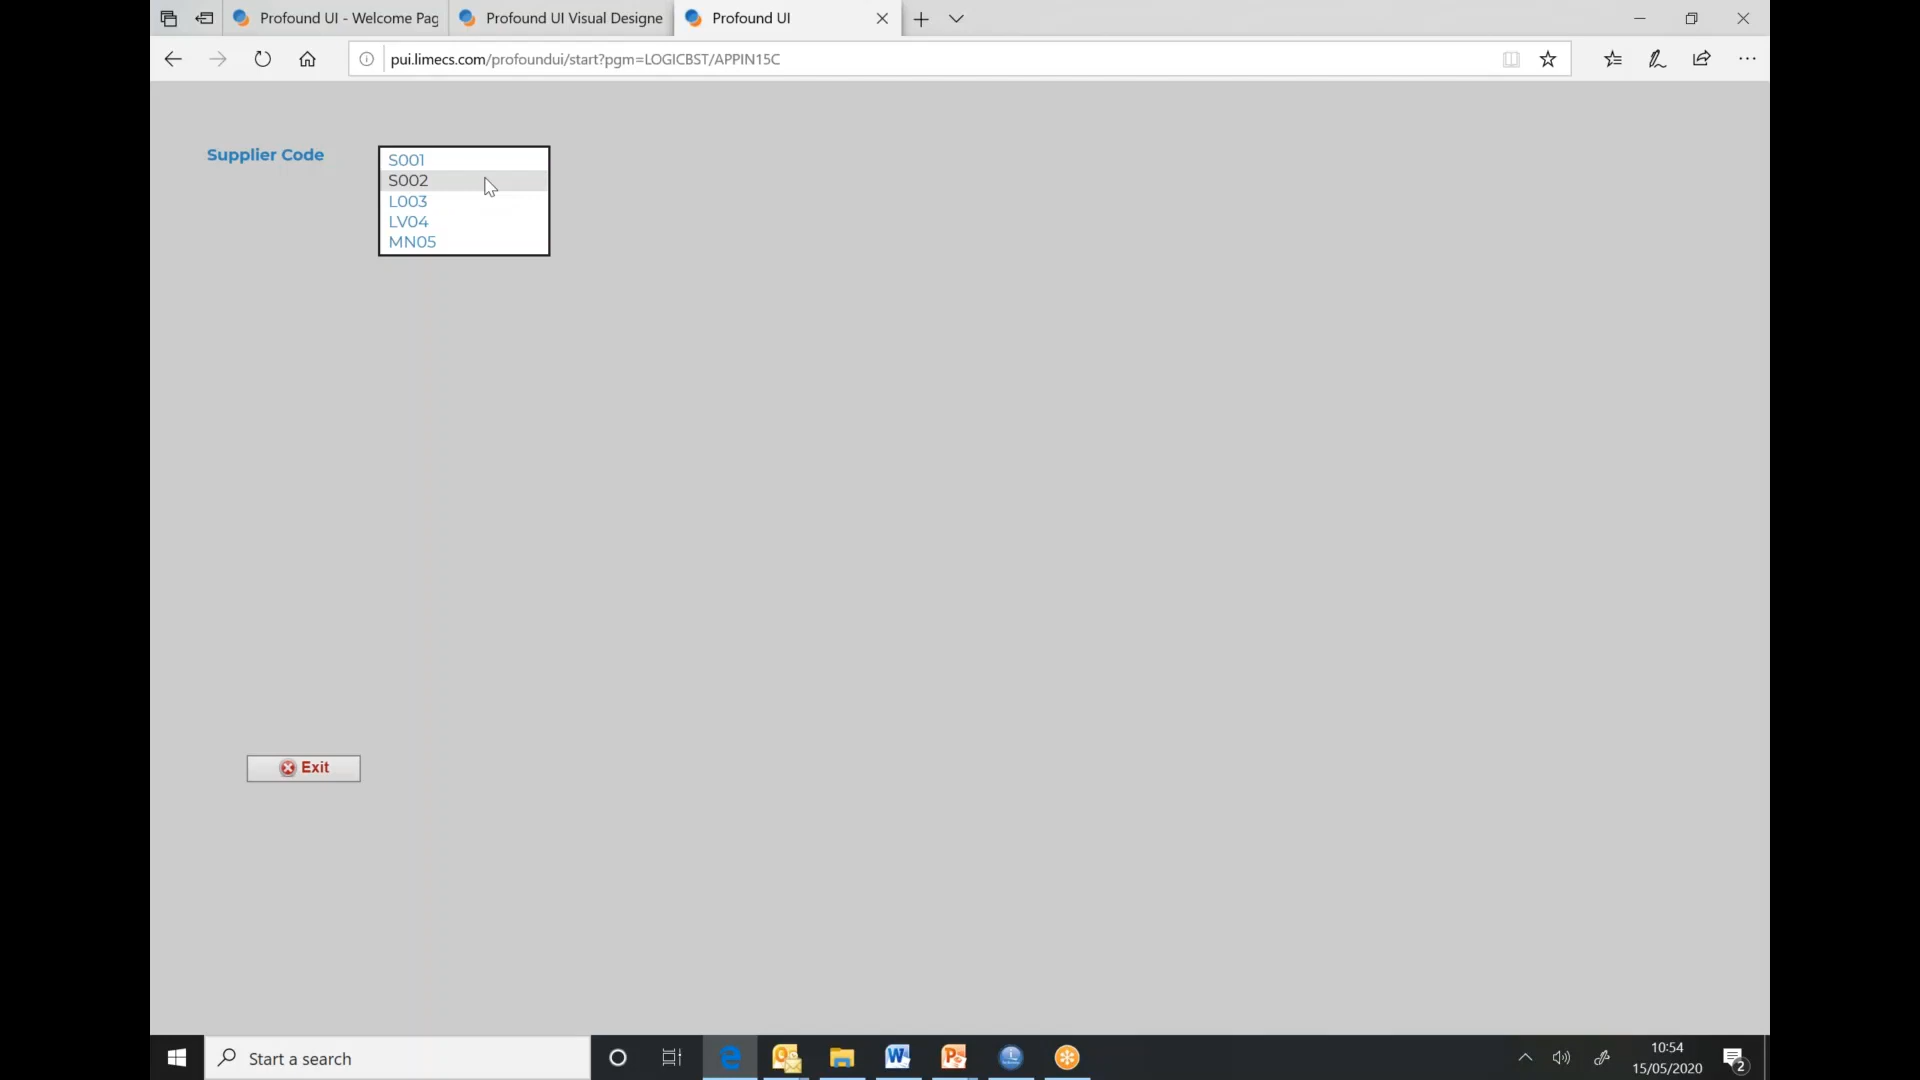 Profound UI - Welcome Pag
Profound UI Visual Designe
Profound UI
pui.limecs.com/profoundui/start?pgm=LOGICBST/APPIN15C
Supplier Code
S001
S002
L003
LV04
MN05
Exit
Start a search
10:54
15/05/2020
2